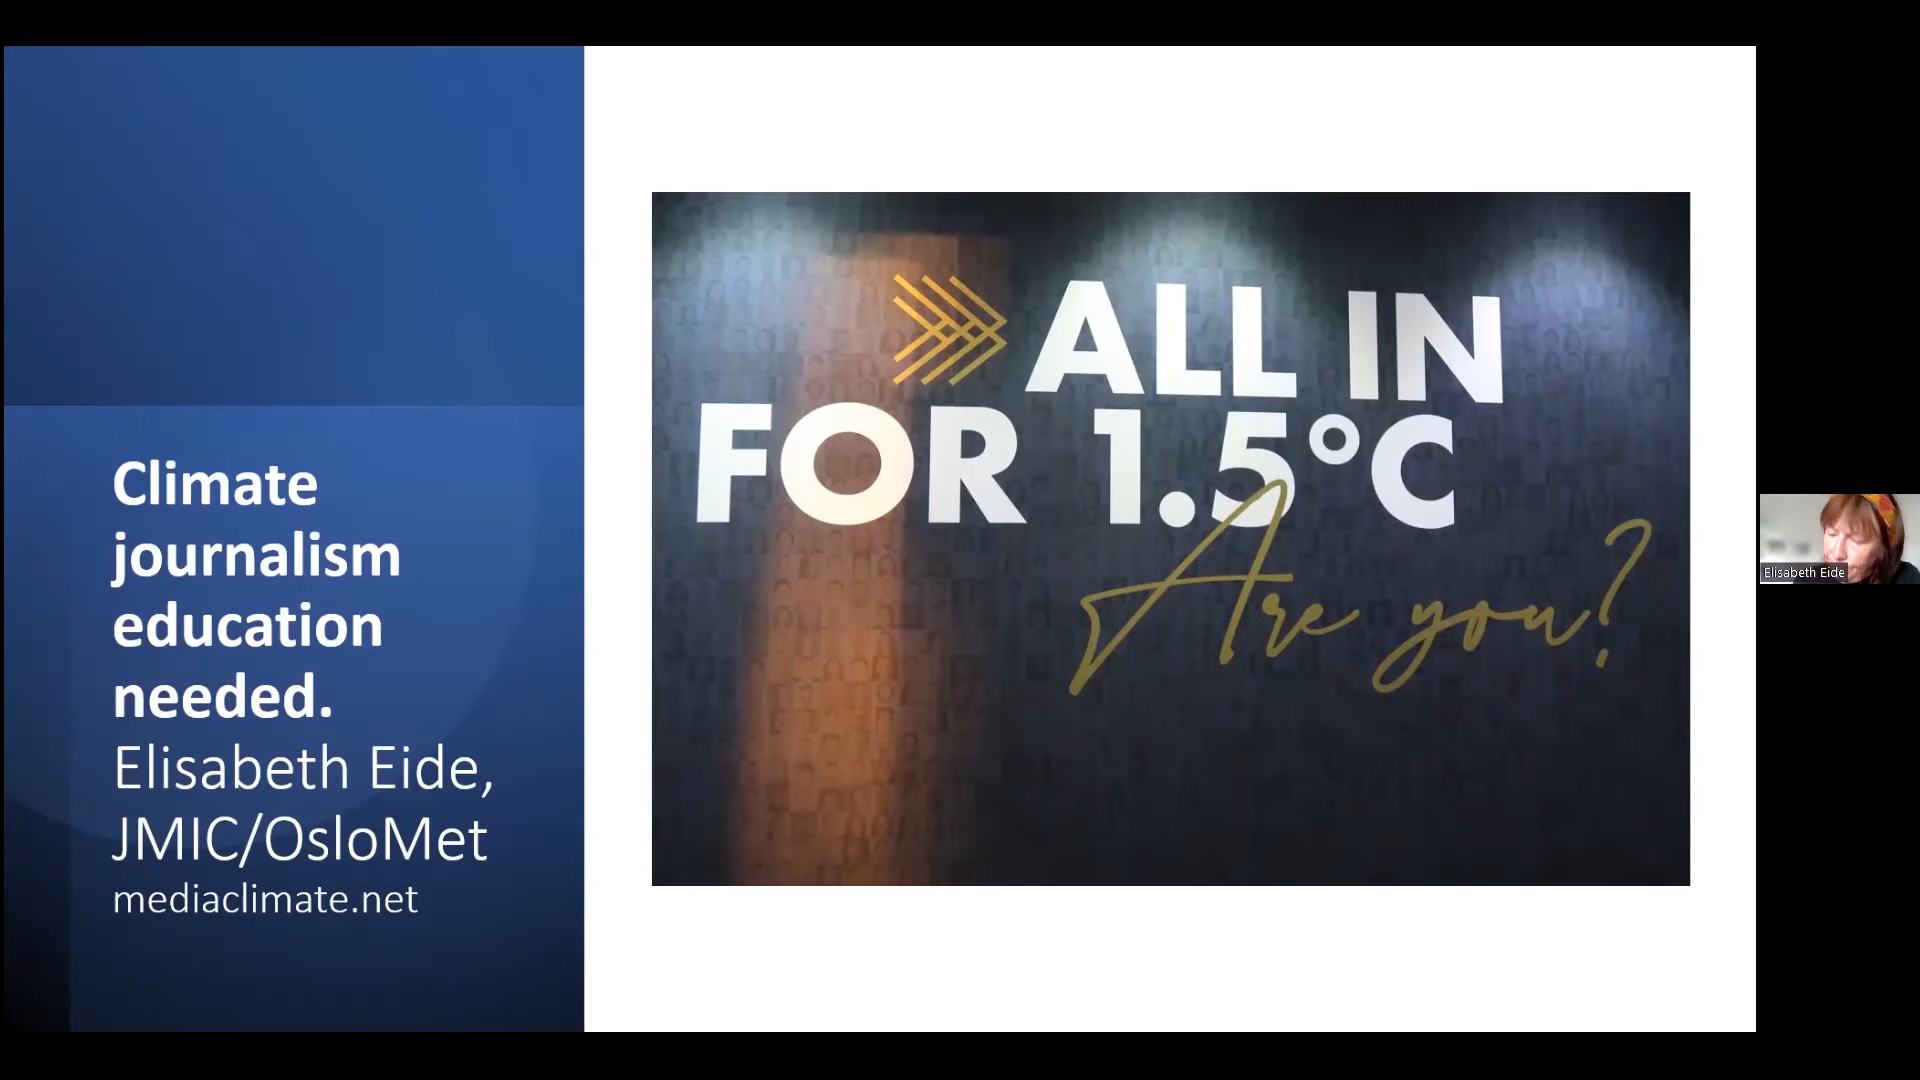 Climate
journalism
education
needed.
Elisabeth Eide,
JMIC/OsloMet
mediaclimate.net
ALL IN
FOR 1.5°C
Are you?
Elisabeth Eide